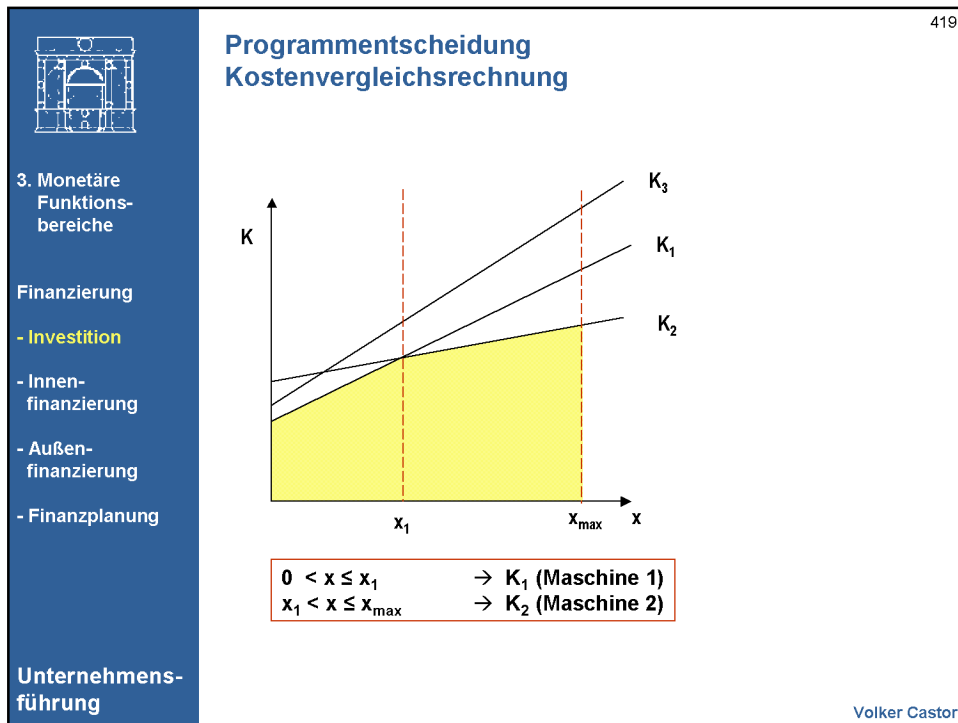 419
Programmentscheidung
Kostenvergleichsrechnung
3. Monetäre
Funktions-
bereiche
Finanzierung
- Investition
- Innen-
finanzierung
- Außen-
finanzierung
- Finanzplanung
Unternehmens-
führung
K
K₃
K₁
K₂
x₁
xmax
x
0 < x ≤ x₁ → K₁ (Maschine 1)
x₁ < x ≤ xmax → K₂ (Maschine 2)
Volker Castor